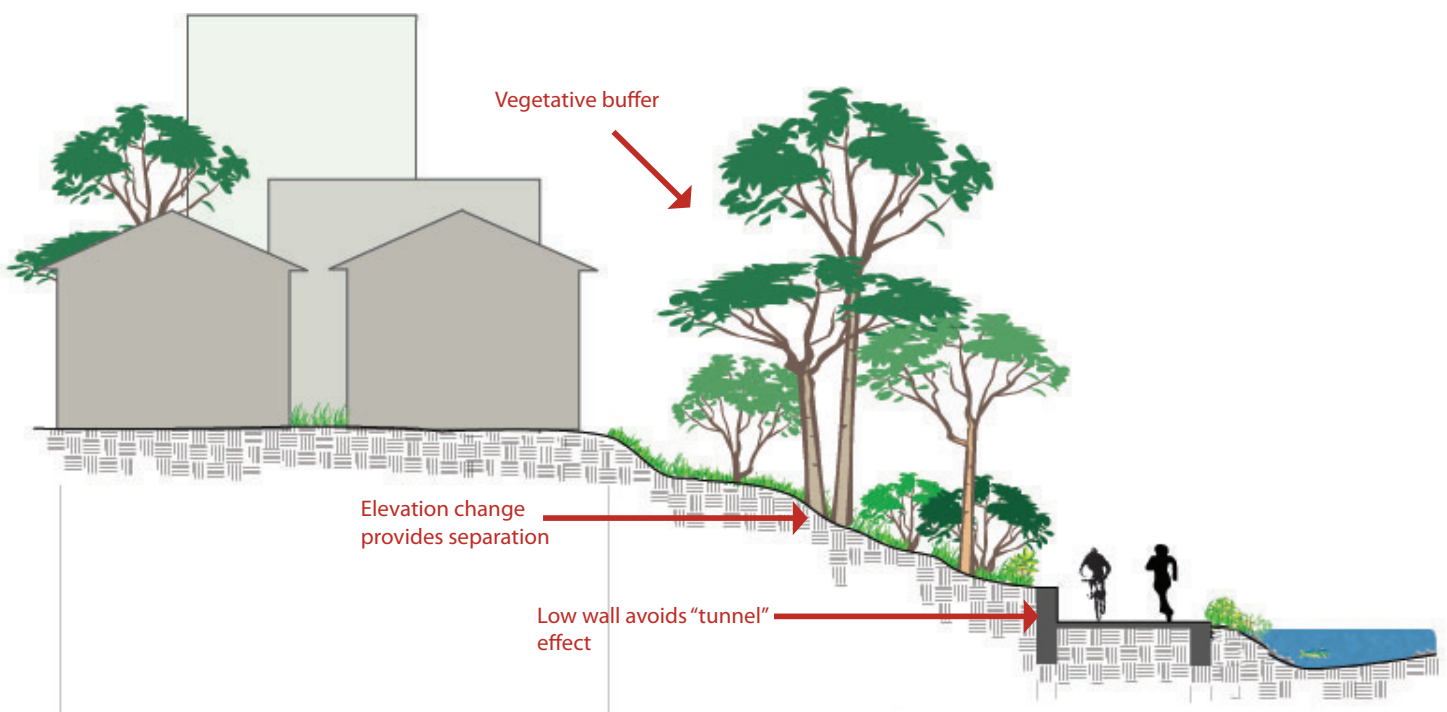 Vegetative buffer
Elevation change
provides separation
Low wall avoids “tunnel”
effect